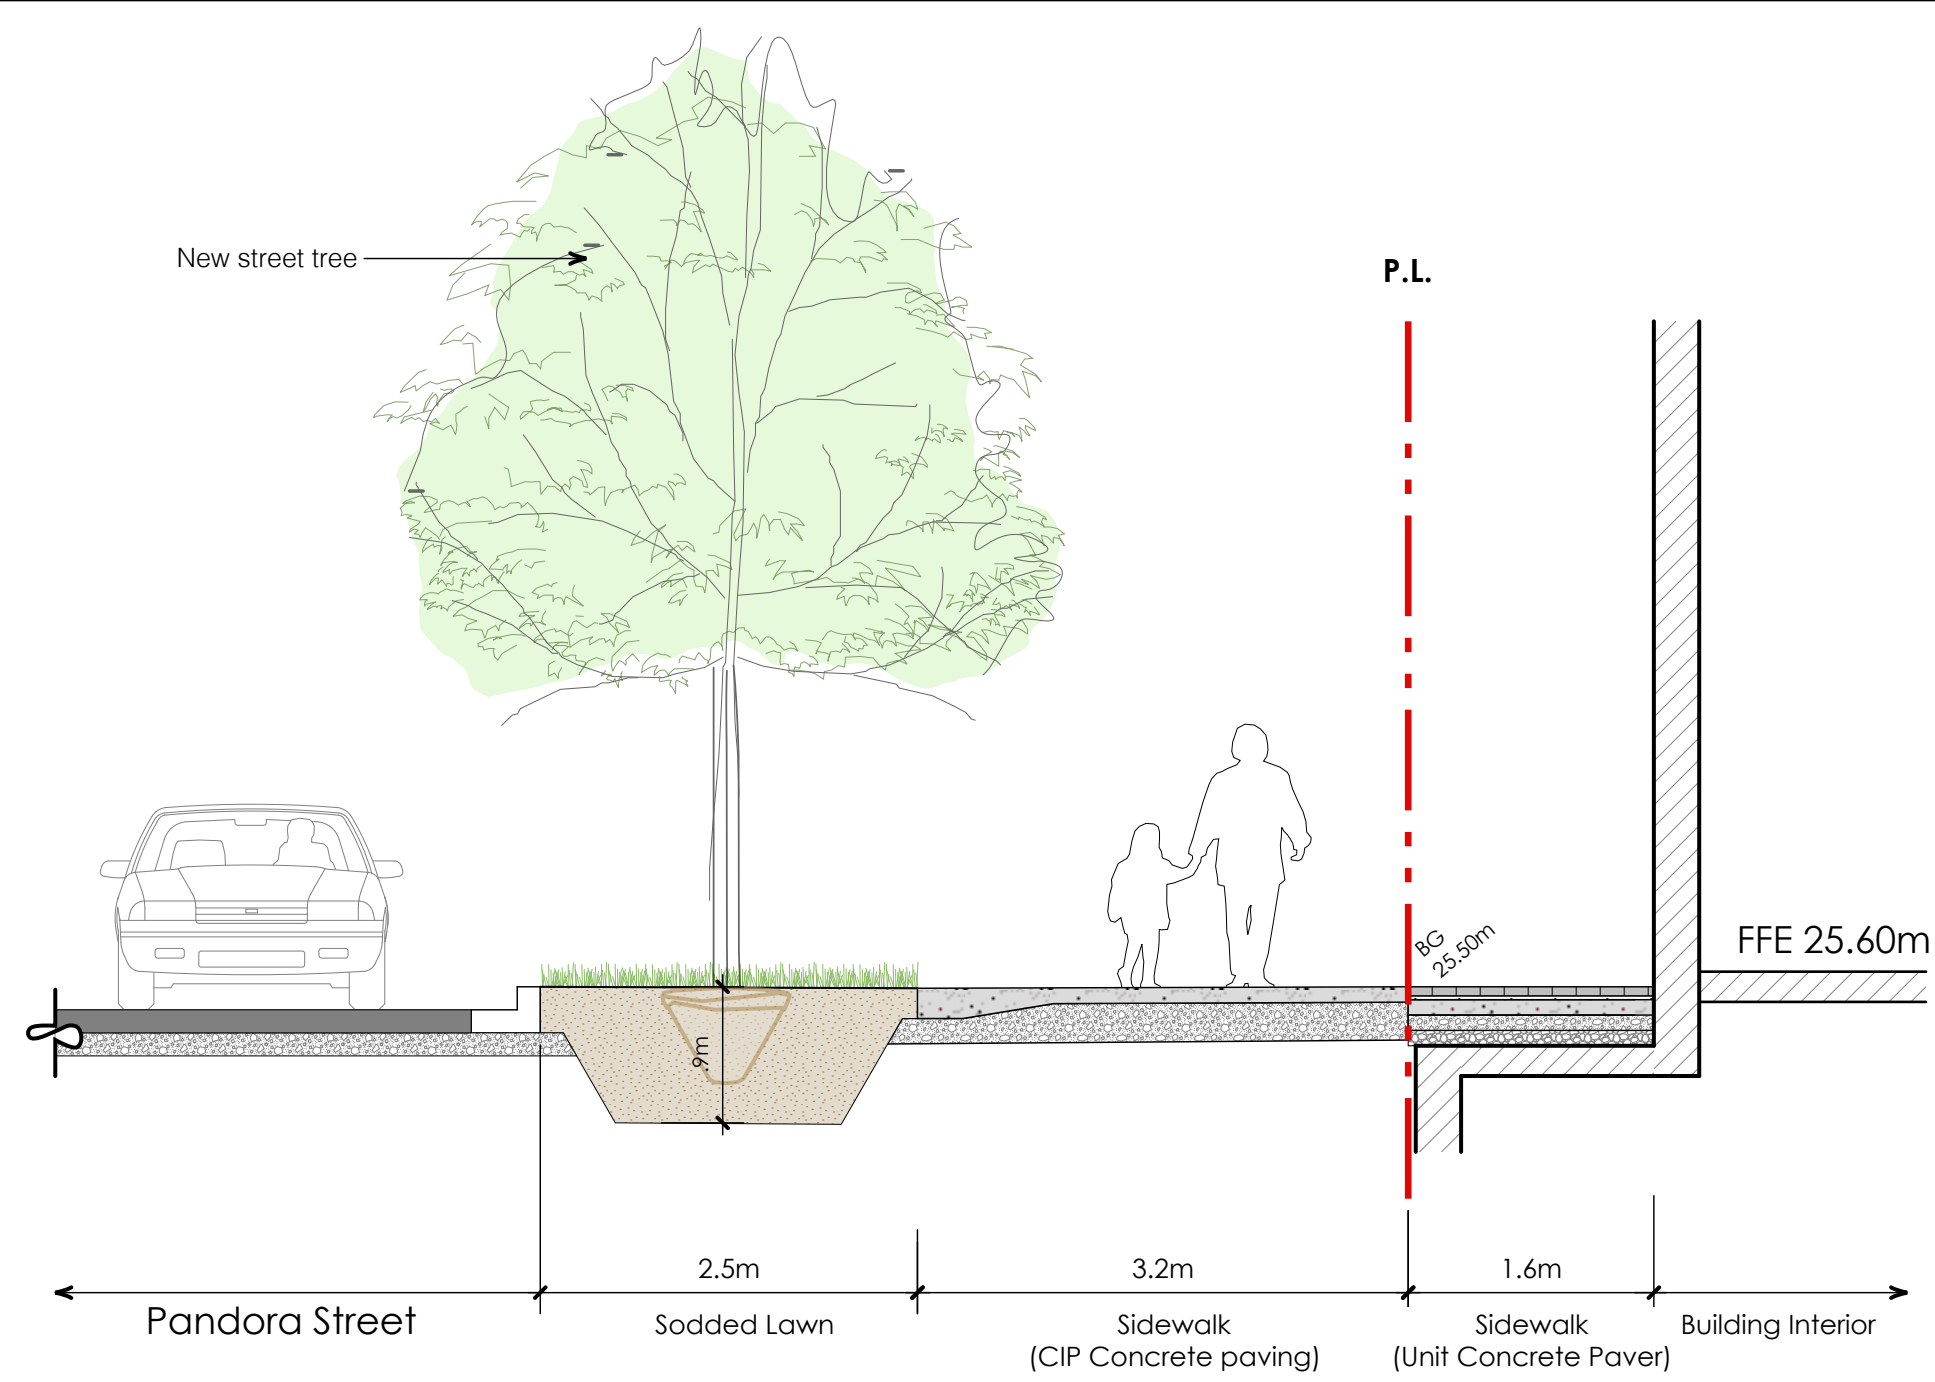 New street tree
P.L.
BG
25.50m
FFE 25.60m
.9m
2.5m
3.2m
1.6m
Pandora Street
Sodded Lawn
Sidewalk
(CIP Concrete paving)
Sidewalk
(Unit Concrete Paver)
Building Interior